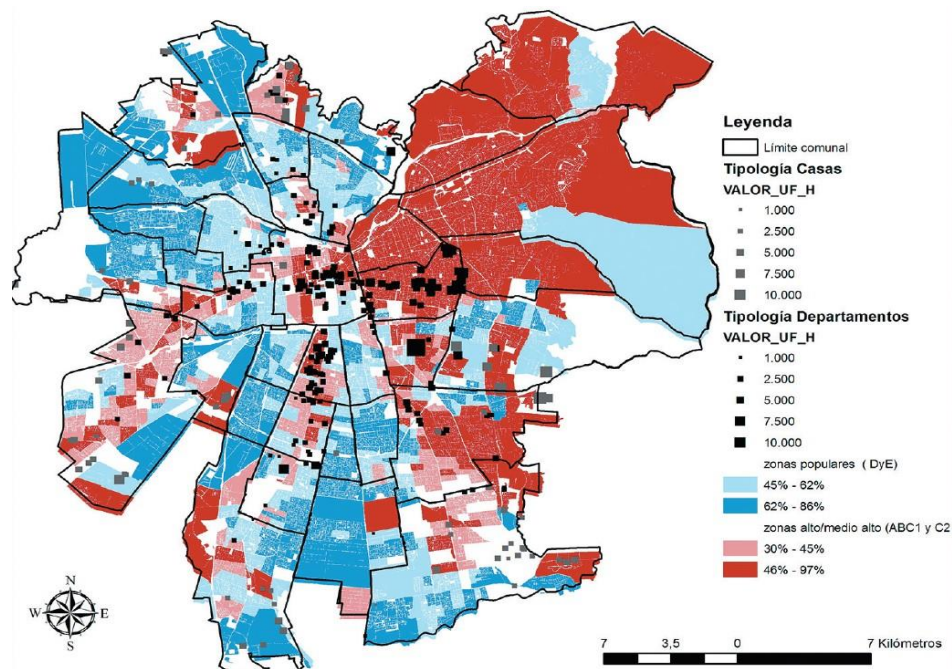 Leyenda
Límite comunal
Tipología Casas
VALOR_UF_H
1.000
2.500
5.000
7.500
10.000
Tipología Departamentos
VALOR_UF_H
1.000
2.500
5.000
7.500
10.000
zonas populares ( DyE)
45% - 62%
62% - 86%
zonas alto/medio alto (ABC1 y C2
30% - 45%
46% - 97%
N
W E
S
7 3,5 0 7 Kilómetros